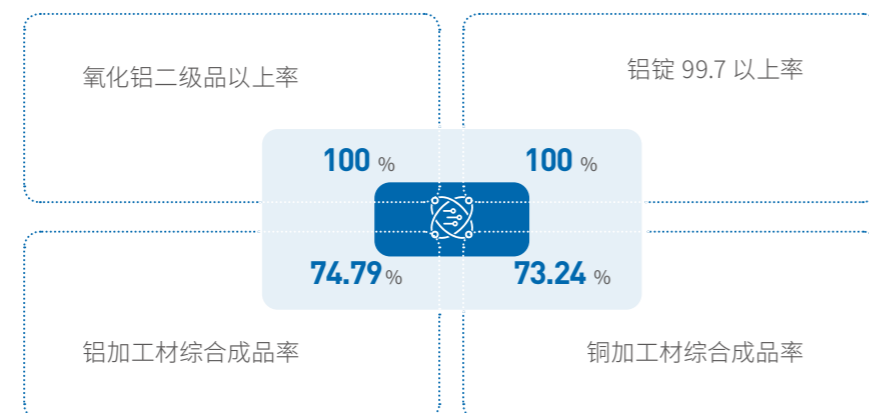 氧化铝二级品以上率
铝锭 99.7 以上率
100 %
100 %
74.79 %
73.24 %
铝加工材综合成品率
铜加工材综合成品率